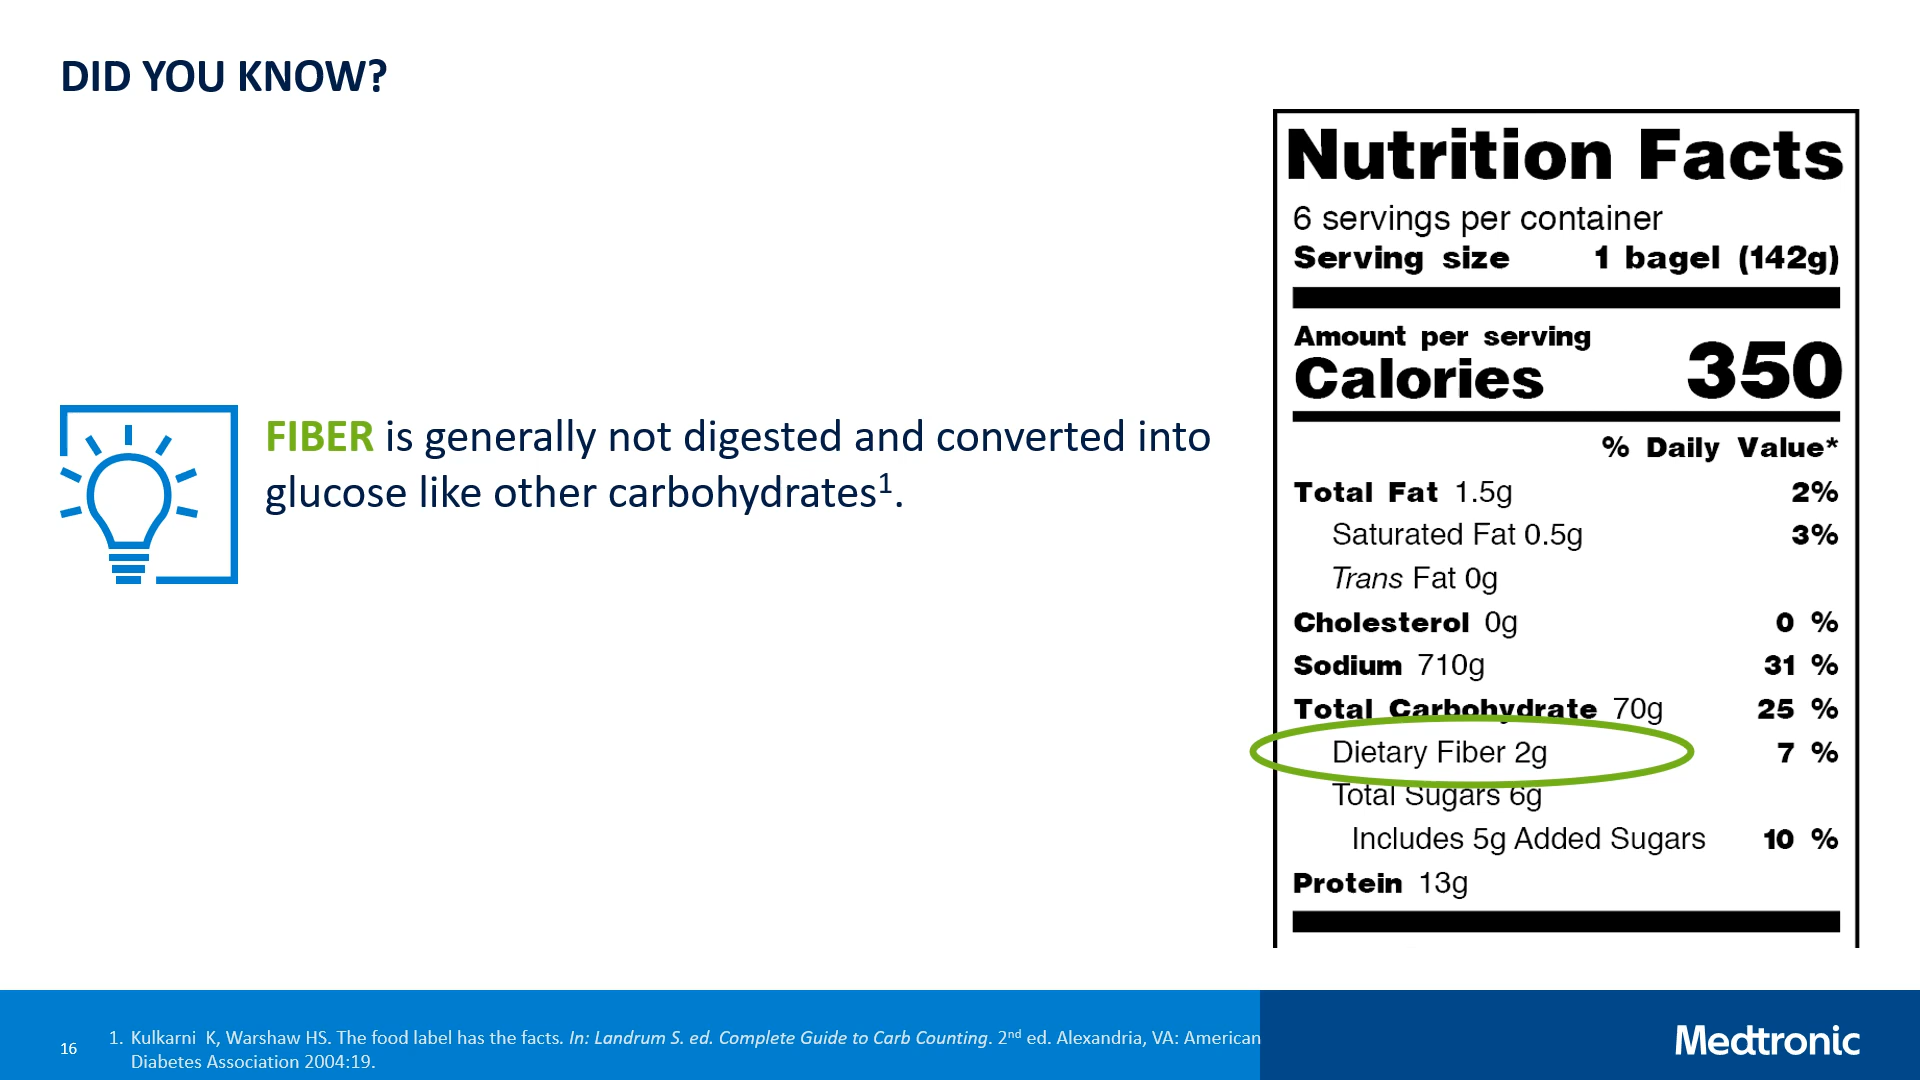 DID YOU KNOW?
FIBER is generally not digested and converted into
glucose like other carbohydrates¹.
Nutrition Facts
6 servings per container
Serving size 1 bagel (142g)
Amount per serving
Calories 350
% Daily Value*
Total Fat 1.5g 2%
Saturated Fat 0.5g 3%
Trans Fat 0g
Cholesterol 0g 0 %
Sodium 710g 31 %
Total Carbohydrate 70g 25 %
Dietary Fiber 2g 7 %
Total Sugars 6g
Includes 5g Added Sugars 10 %
Protein 13g
16
1. Kulkarni K, Warshaw HS. The food label has the facts. In: Landrum S. ed. Complete Guide to Carb Counting. 2nd ed. Alexandria, VA: American
Diabetes Association 2004:19.
Medtronic